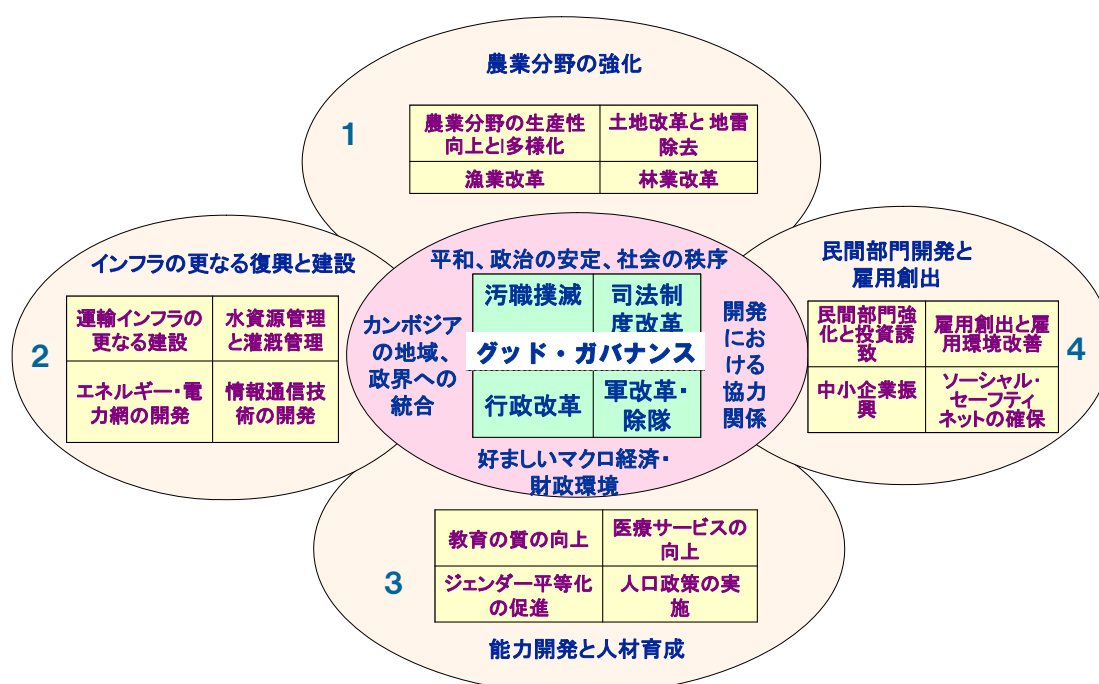 農業分野の強化
1
農業分野の生産性
向上と多様化
土地改革と地雷
除去
漁業改革
林業改革
インフラの更なる復興と建設
2
運輸インフラの
更なる建設
水資源管理
と灌漑管理
エネルギー・電
力網の開発
情報通信技
術の開発
平和、政治の安定、社会の秩序
カンボジア
の地域、
政界への
統合
汚職撲滅
司法制
度改革
グッド・ガバナンス
行政改革
軍改革・
除隊
開発
にお
ける
協力
関係
好ましいマクロ経済・
財政環境
民間部門開発と
雇用創出
民間部門強
化と投資誘
致
雇用創出と雇
用環境改善
4
中小企業振
興
ソーシャル・
セーフティ
ネットの確保
3
教育の質の向上
医療サービスの
向上
ジェンダー平等化
の促進
人口政策の実
施
能力開発と人材育成